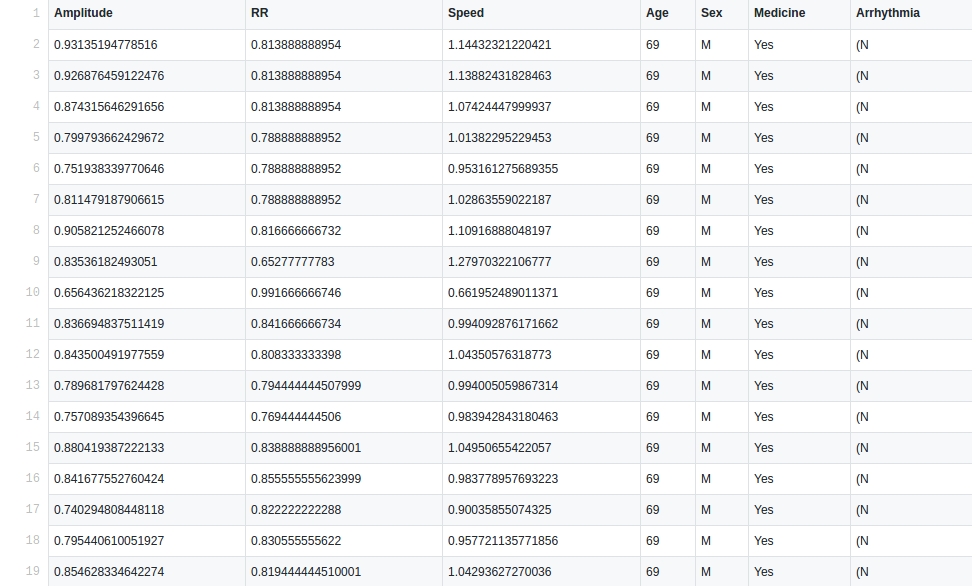 1 Amplitude RR Speed Age Sex Medicine Arrhythmia
2 0.93135194778516 0.813888888954 1.14432321220421 69 M Yes (N
3 0.926876459122476 0.813888888954 1.13882431828463 69 M Yes (N
4 0.874315646291656 0.813888888954 1.07424447999937 69 M Yes (N
5 0.799793662429672 0.788888888952 1.01382295229453 69 M Yes (N
6 0.751938339770646 0.788888888952 0.953161275689355 69 M Yes (N
7 0.811479187906615 0.788888888952 1.02863559022187 69 M Yes (N
8 0.905821252466078 0.816666666732 1.10916888048197 69 M Yes (N
9 0.83536182493051 0.65277777783 1.27970322106777 69 M Yes (N
10 0.656436218322125 0.991666666746 0.661952489011371 69 M Yes (N
11 0.836694837511419 0.841666666734 0.994092876171662 69 M Yes (N
12 0.843500491977559 0.808333333398 1.04350576318773 69 M Yes (N
13 0.789681797624428 0.794444444507999 0.994005059867314 69 M Yes (N
14 0.757089354396645 0.769444444506 0.983942843180463 69 M Yes (N
15 0.880419387222133 0.838888888956001 1.04950655422057 69 M Yes (N
16 0.841677552760424 0.855555555623999 0.983778957693223 69 M Yes (N
17 0.740294808448118 0.822222222288 0.90035855074325 69 M Yes (N
18 0.795440610051927 0.830555555622 0.957721135771856 69 M Yes (N
19 0.854628334642274 0.819444444510001 1.04293627270036 69 M Yes (N